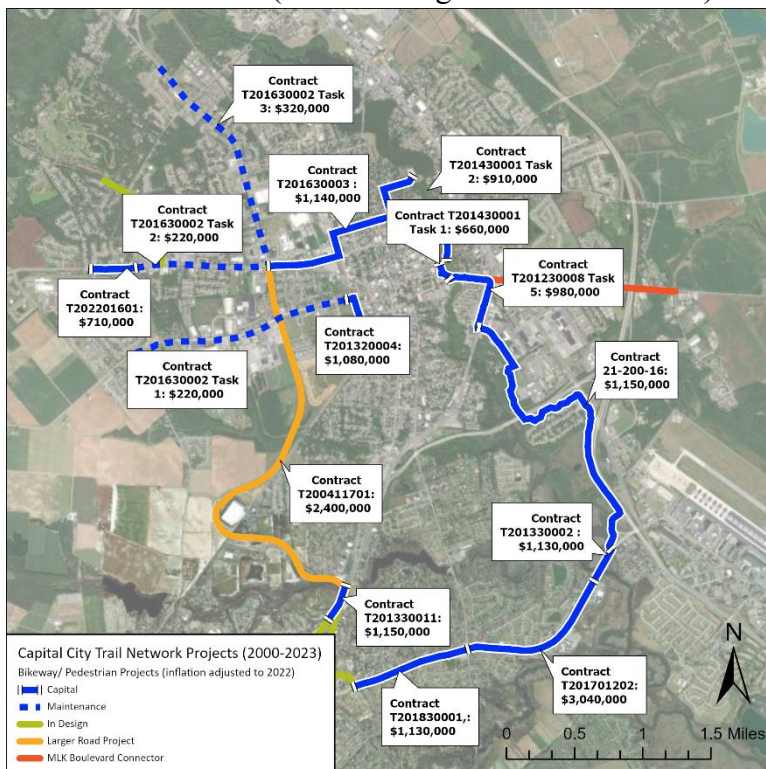 Contract
T201630002 Task
3: $320,000
Contract
T201430001 Task
2: $910,000
Contract
T201630003 :
$1,140,000
Contract T201430001
Task 1: $660,000
Contract
T201630002 Task
2: $220,000
Contract
T201230008 Task
5: $980,000
Contract
T202201601:
$710,000
Contract
T201320004:
$1,080,000
Contract
T201630002 Task
1: $220,000
Contract
21-200-16:
$1,150,000
Contract
T200411701:
$2,400,000
Contract
T201330002 :
$1,130,000
Contract
T201330011:
$1,150,000
Contract
T201701202:
$3,040,000
Contract
T201830001,:
$1,130,000
Capital City Trail Network Projects (2000-2023)
Bikeway/ Pedestrian Projects (inflation adjusted to 2022)
Capital
Maintenance
In Design
Larger Road Project
MLK Boulevard Connector
N
0 0.5 1 1.5 Miles